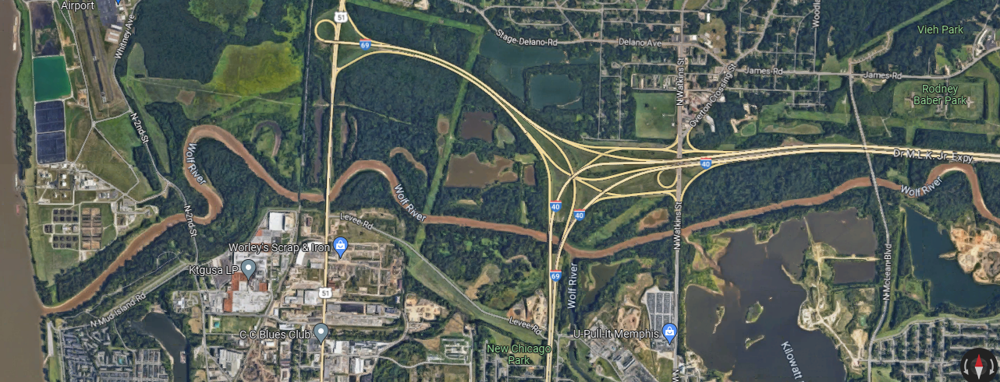 Airport
Whitney Ave
51
69
Stage Delano-Rd
Delano Ave
Woodla
Vieh Park
James-Rd
James-Rd
Rodney
Baber Park
N Watkins St
Overton Crossing St
N-2nd-St
Wolf River
Wolf River
Dr M.L.K. Jr. Expy
40
Wolf River
N-2nd-St
Levee-Rd
40
40
N Watkins St
Worley's Scrap & Iron
Ktgusa LP
69
Wolf River
N-McLean-Blvd
51
N-Mud-Island-Rd
Levee-Rd
C C Blues Club
U-Pull-It Memphis
New Chicago
Park
Kilowatt